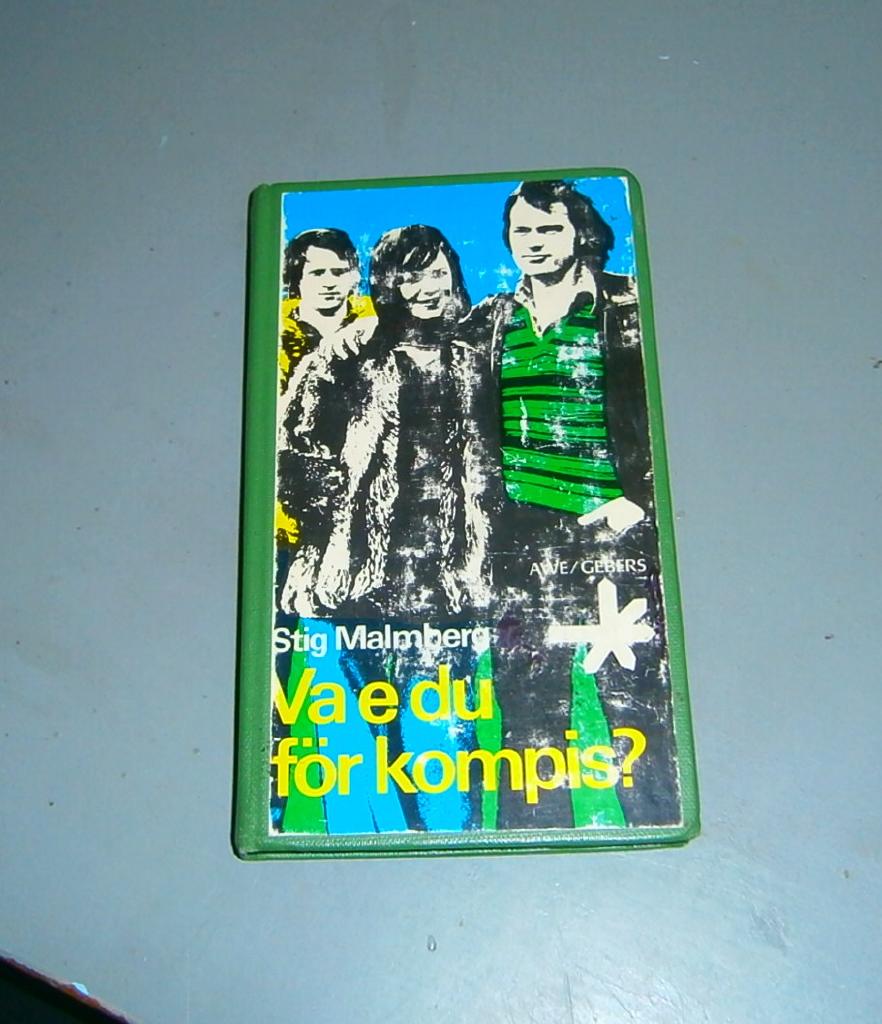 AWE/GEBERS
Stig Malmberg
Va e du
för kompis?